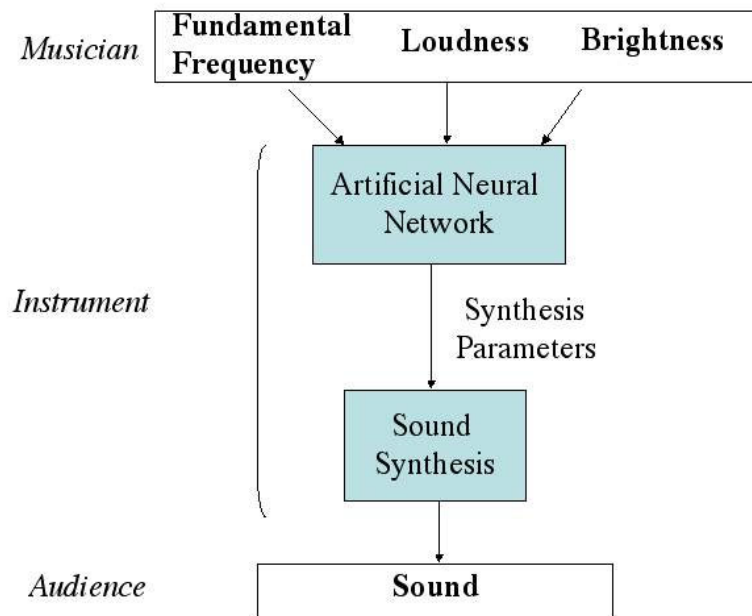 Musician
Fundamental
Frequency
Loudness
Brightness
Artificial Neural
Network
Instrument
Synthesis
Parameters
Sound
Synthesis
Audience
Sound